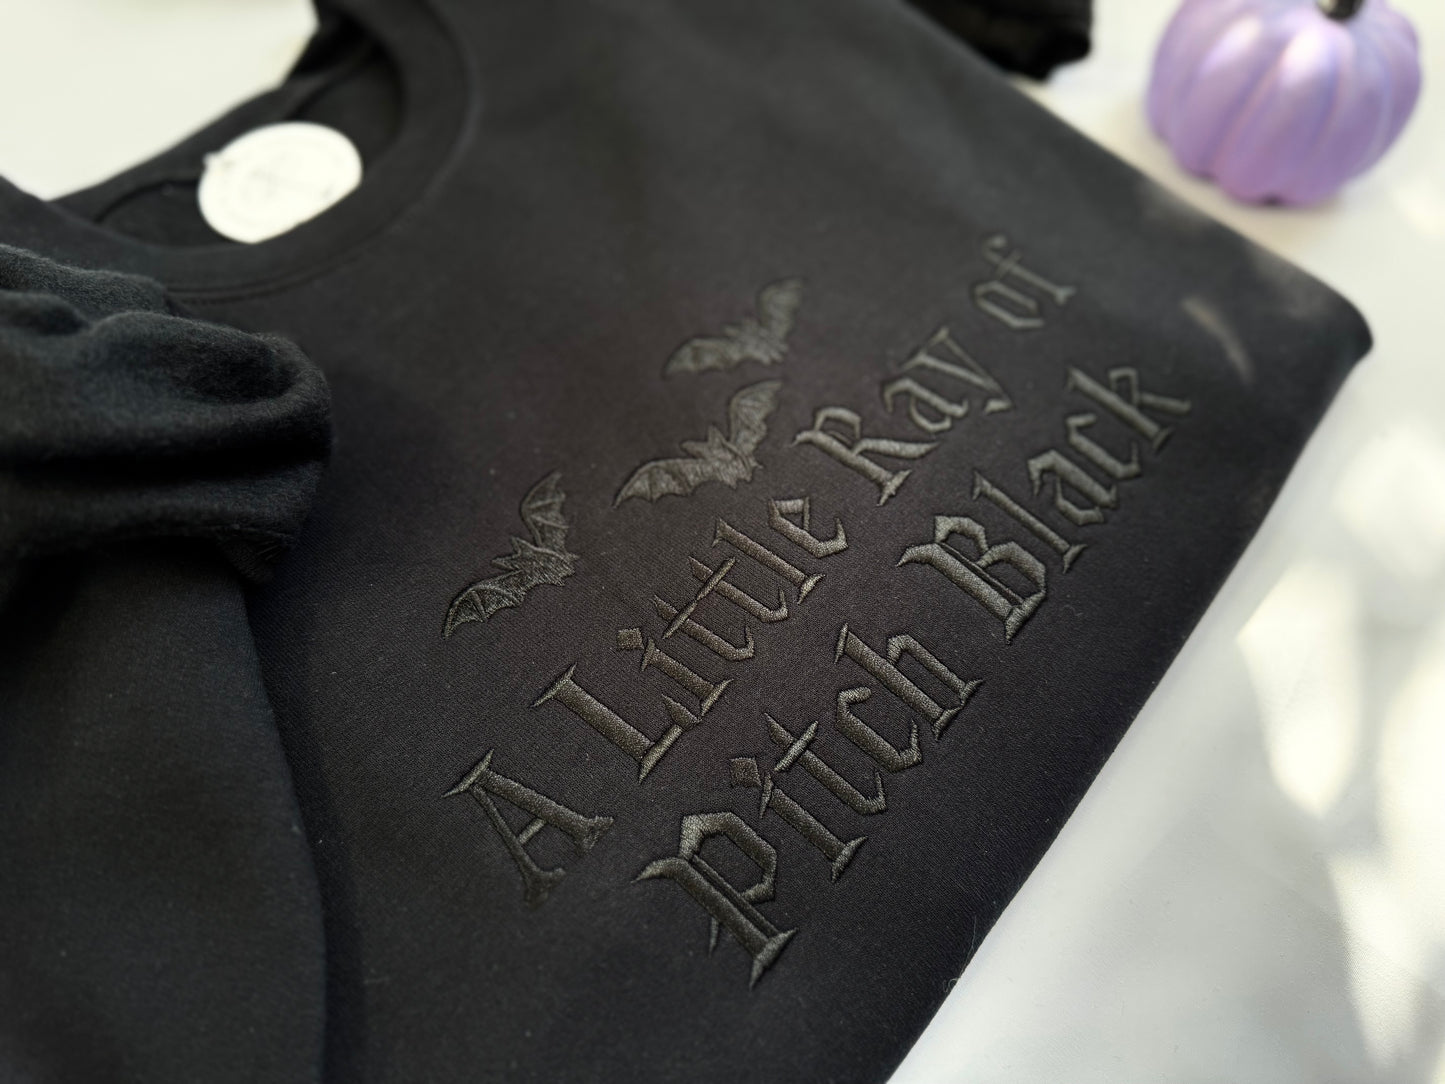 A Little Ray of
Pitch Black